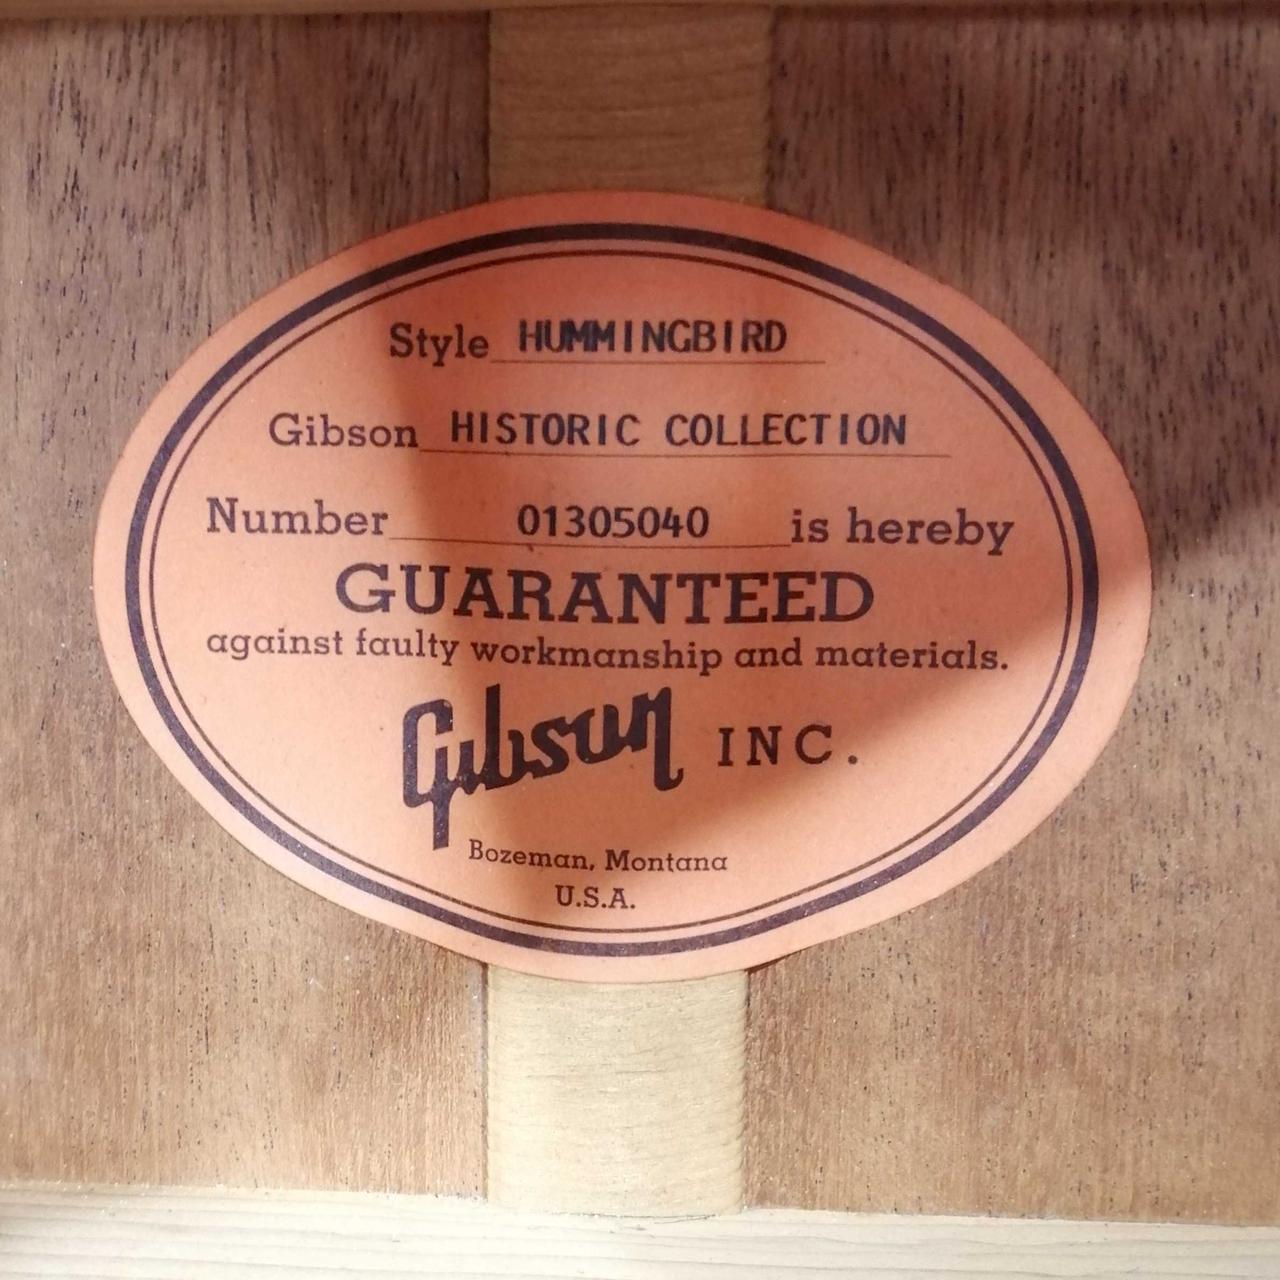 Style HUMMINGBIRD
Gibson HISTORIC COLLECTION
Number 01305040 is hereby
GUARANTEED
against faulty workmanship and materials.
Gibson INC.
Bozeman, Montana
U.S.A.